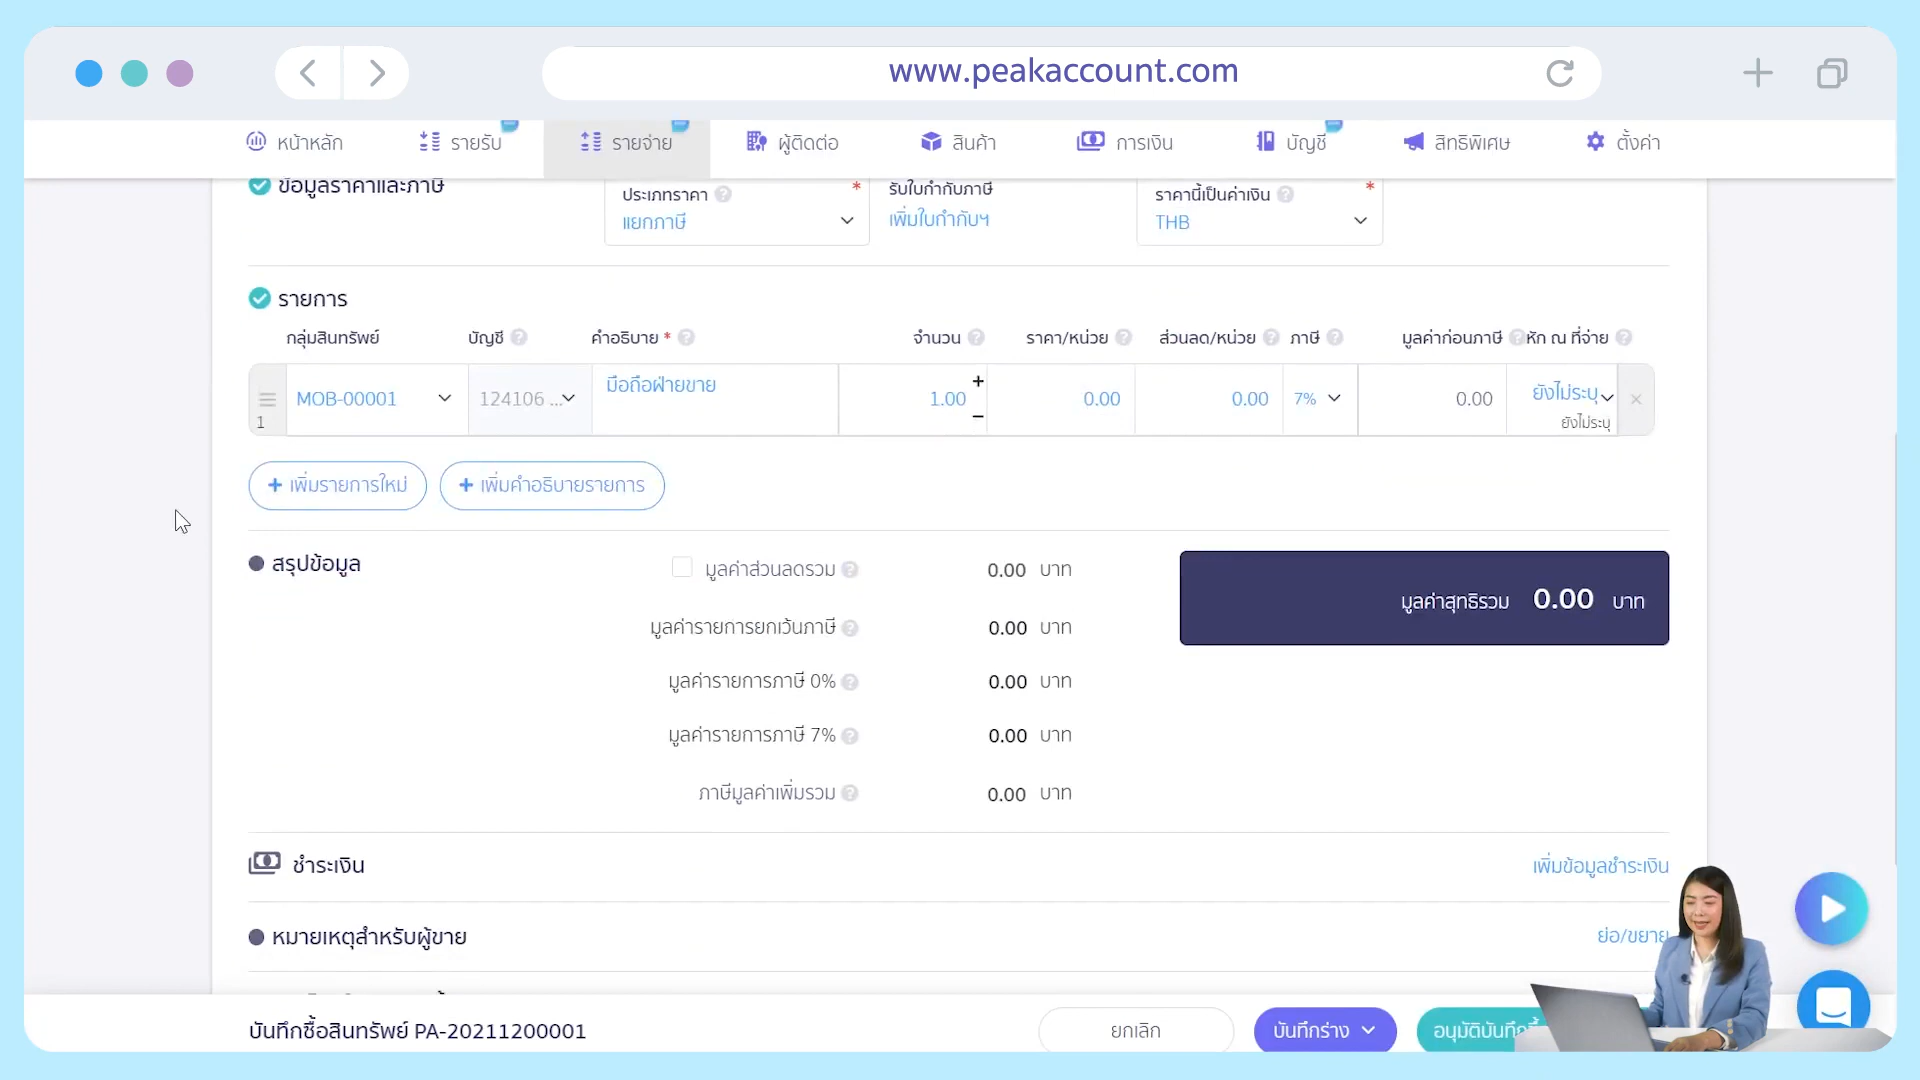 www.peakaccount.com
หน้าหลัก รายรับ รายจ่าย ผู้ติดต่อ สินค้า การเงิน บัญชี สิทธิพิเศษ ตั้งค่า
ข้อมูลราคาและภาษี
ประเภทราคา * รับใบกำกับภาษี ราคานี้เป็นค่าเงิน *
แยกภาษี เพิ่มใบกำกับฯ THB
รายการ
กลุ่มสินทรัพย์ บัญชี คำอธิบาย * จำนวน ราคา/หน่วย ส่วนลด/หน่วย ภาษี มูลค่าก่อนภาษี หัก ณ ที่จ่าย
1 MOB-00001 124106 ... มือถือฝ่ายขาย 1.00 + − 0.00 0.00 7% 0.00 ยังไม่ระบุ
ยังไม่ระบุ
+ เพิ่มรายการใหม่ + เพิ่มคำอธิบายรายการ
สรุปข้อมูล
มูลค่าส่วนลดรวม 0.00 บาท
มูลค่าสุทธิรวม 0.00 บาท
มูลค่ารายการยกเว้นภาษี 0.00 บาท
มูลค่ารายการภาษี 0% 0.00 บาท
มูลค่ารายการภาษี 7% 0.00 บาท
ภาษีมูลค่าเพิ่มรวม 0.00 บาท
ชำระเงิน เพิ่มข้อมูลชำระเงิน
หมายเหตุสำหรับผู้ขาย ย่อ/ขยาย
บันทึกซื้อสินทรัพย์ PA-20211200001 ยกเลิก บันทึกร่าง